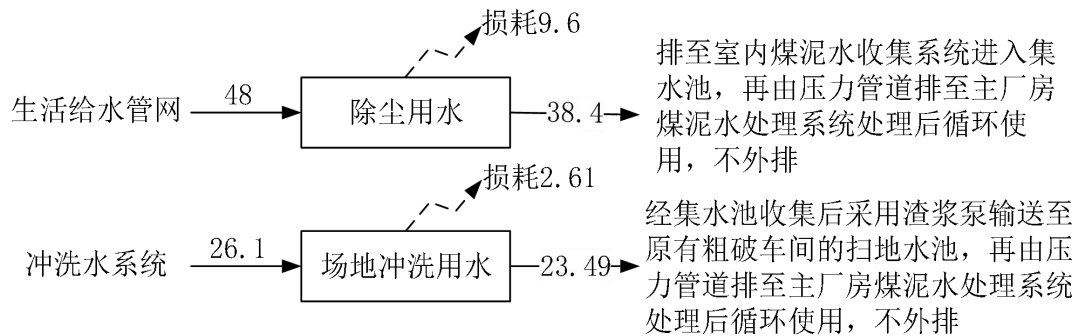 损耗9.6
生活给水管网
48
除尘用水
38.4
排至室内煤泥水收集系统进入集
水池，再由压力管道排至主厂房
煤泥水处理系统处理后循环使
用，不外排
损耗2.61
冲洗水系统
26.1
场地冲洗用水
23.49
经集水池收集后采用渣浆泵输送至
原有粗破车间的扫地水池，再由压
力管道排至主厂房煤泥水处理系统
处理后循环使用，不外排